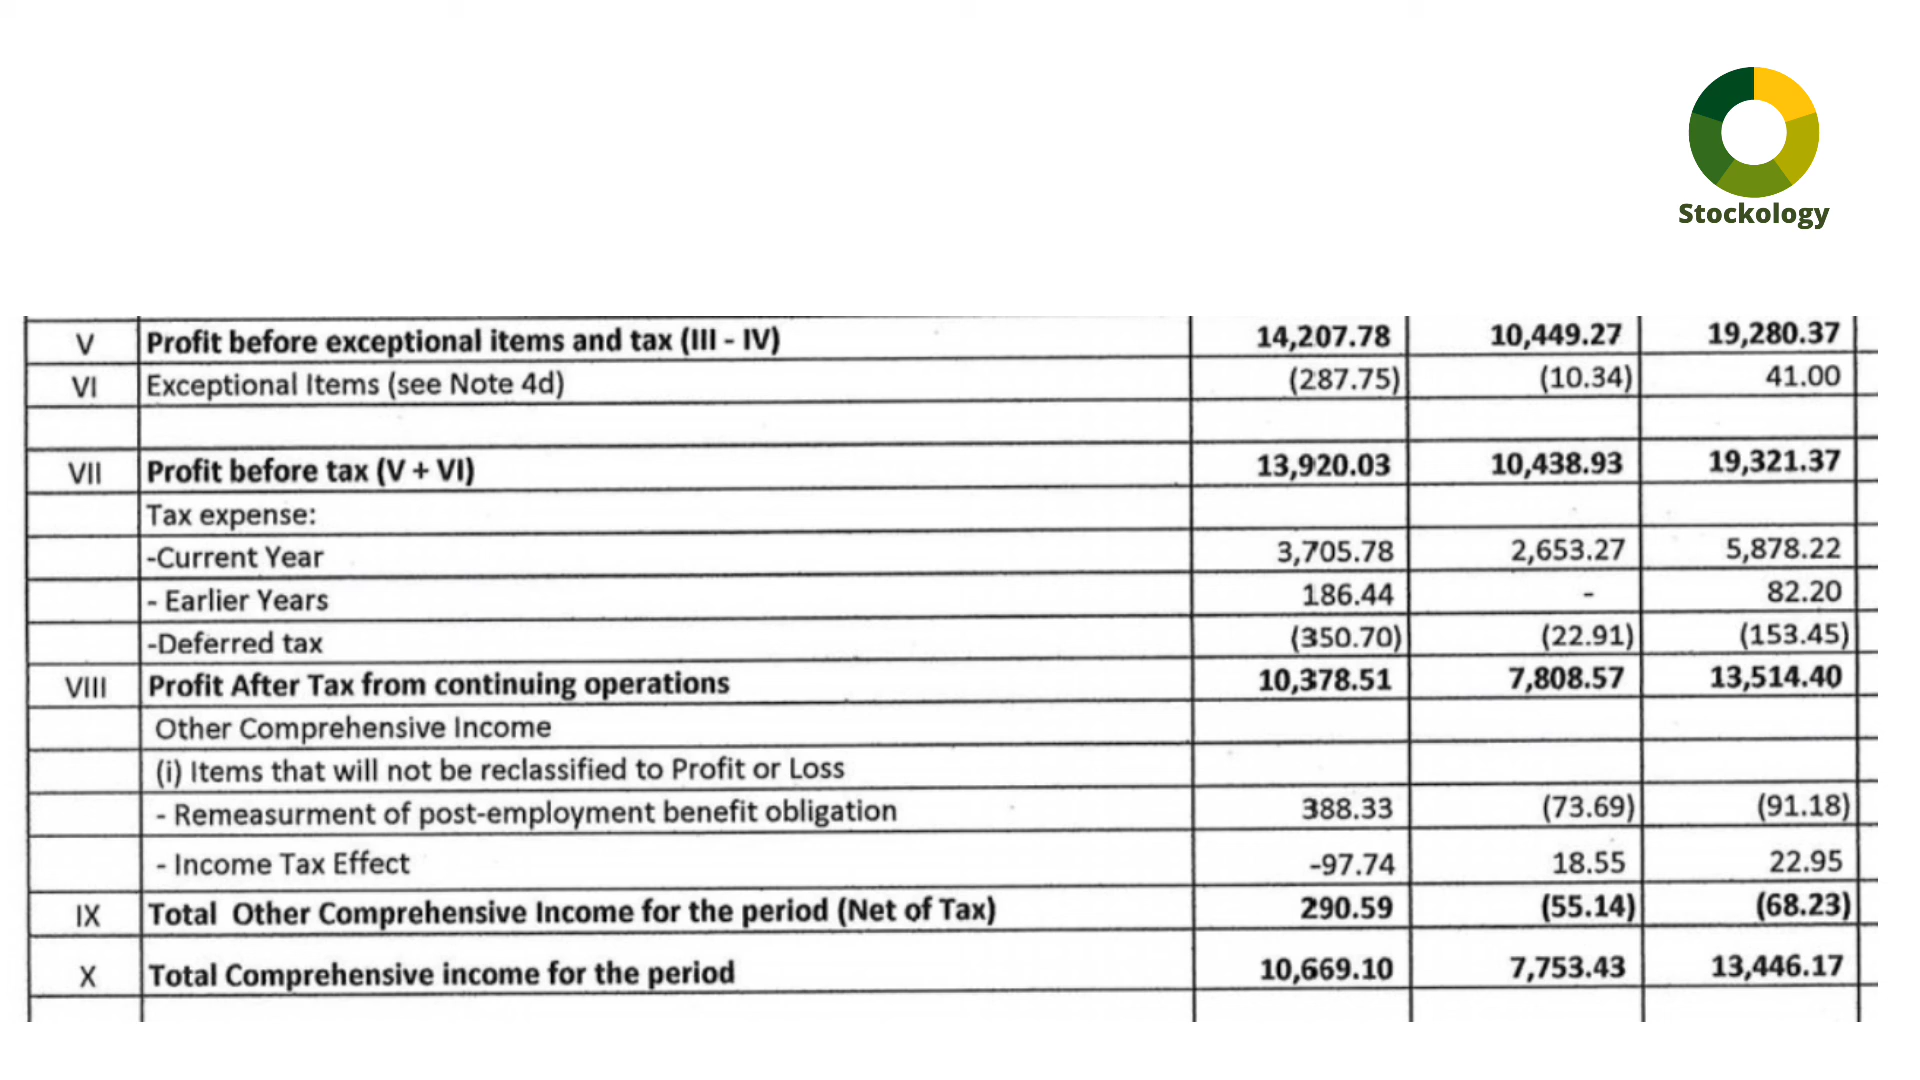 Stockology
V Profit before exceptional items and tax (III - IV) 14,207.78 10,449.27 19,280.37
VI Exceptional Items (see Note 4d) (287.75) (10.34) 41.00
VII Profit before tax (V + VI) 13,920.03 10,438.93 19,321.37
Tax expense:
-Current Year 3,705.78 2,653.27 5,878.22
- Earlier Years 186.44 - 82.20
-Deferred tax (350.70) (22.91) (153.45)
VIII Profit After Tax from continuing operations 10,378.51 7,808.57 13,514.40
Other Comprehensive Income
(i) Items that will not be reclassified to Profit or Loss
- Remeasurment of post-employment benefit obligation 388.33 (73.69) (91.18)
- Income Tax Effect -97.74 18.55 22.95
IX Total Other Comprehensive Income for the period (Net of Tax) 290.59 (55.14) (68.23)
X Total Comprehensive income for the period 10,669.10 7,753.43 13,446.17